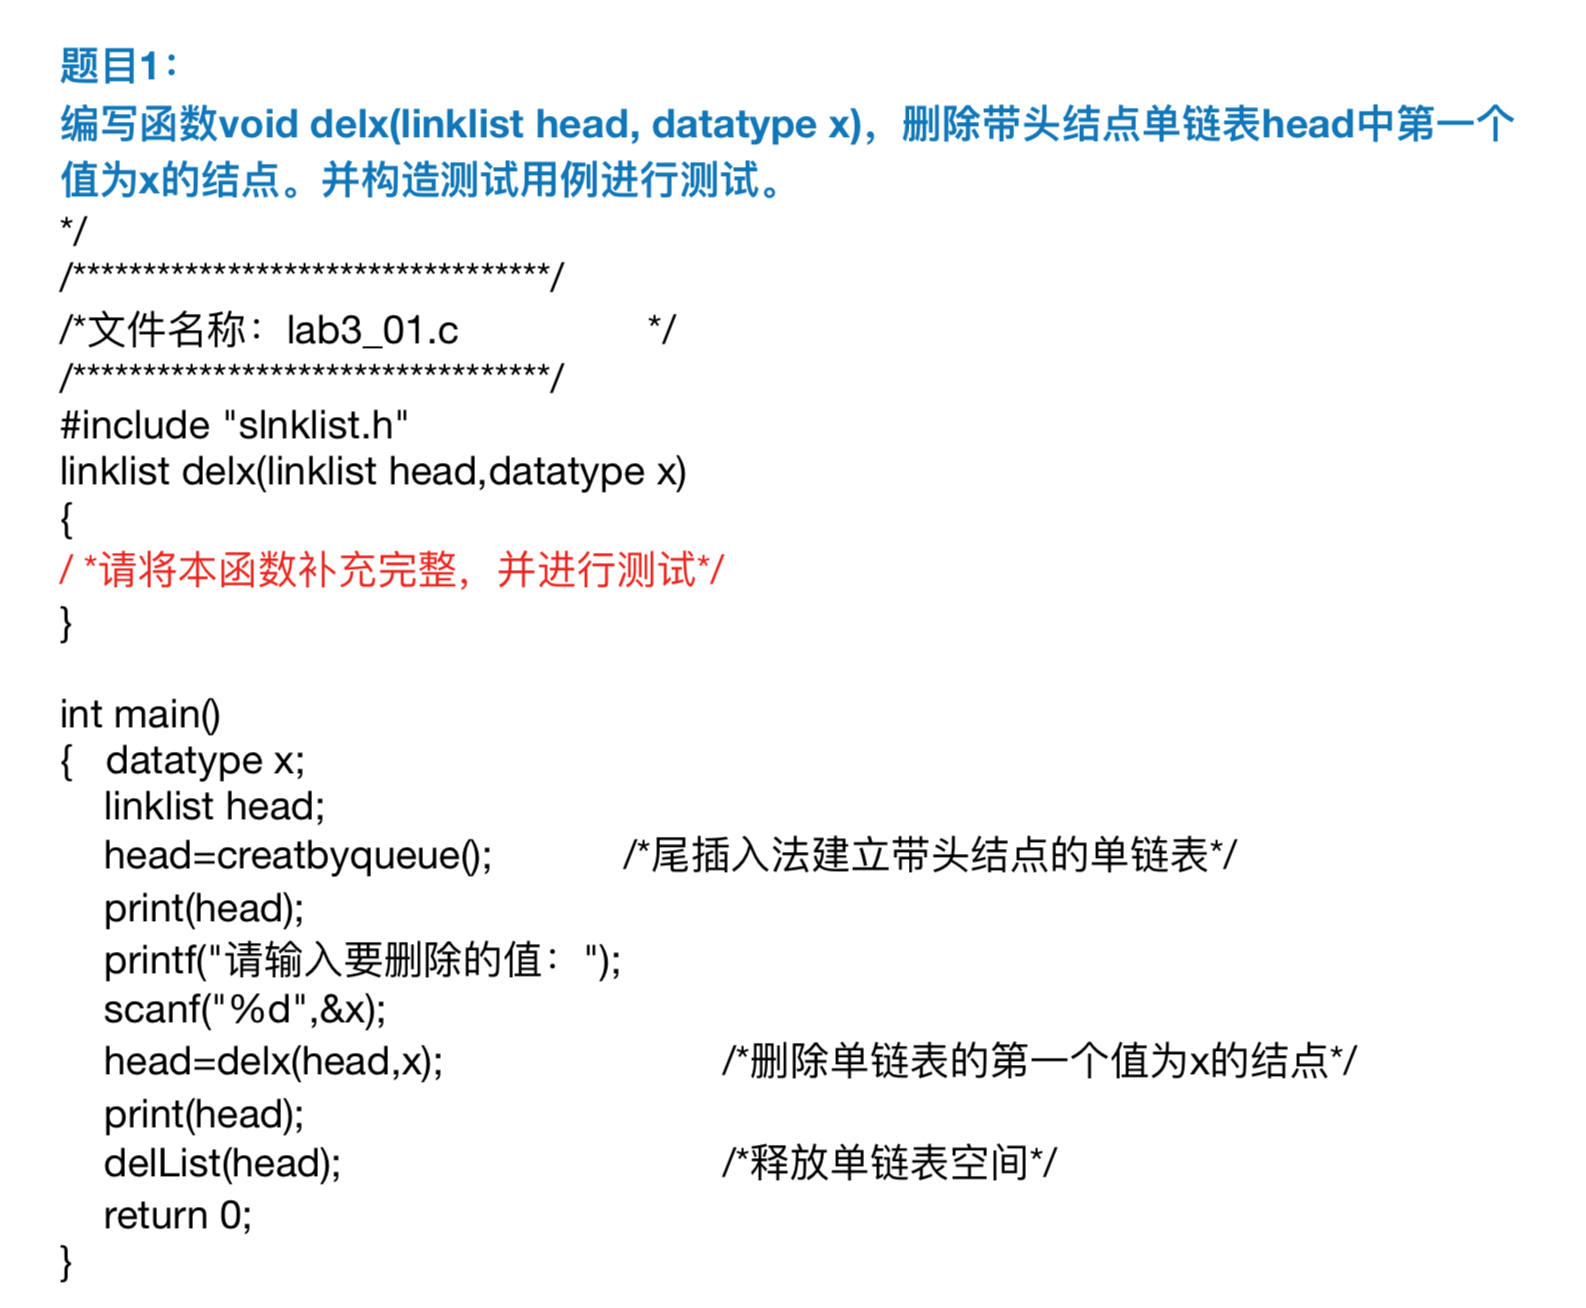 题目1：
编写函数void delx(linklist head, datatype x)，删除带头结点单链表head中第一个
值为x的结点。并构造测试用例进行测试。
*/
/**********************************/
/*文件名称：lab3_01.c                  */
/**********************************/
#include "slnklist.h"
linklist delx(linklist head,datatype x)
{
/ *请将本函数补充完整，并进行测试*/
}
int main()
{   datatype x;
    linklist head;
    head=creatbyqueue();            /*尾插入法建立带头结点的单链表*/
    print(head);
    printf("请输入要删除的值：");
    scanf("%d",&x);
    head=delx(head,x);                          /*删除单链表的第一个值为x的结点*/
    print(head);
    delList(head);                                   /*释放单链表空间*/
    return 0;
}